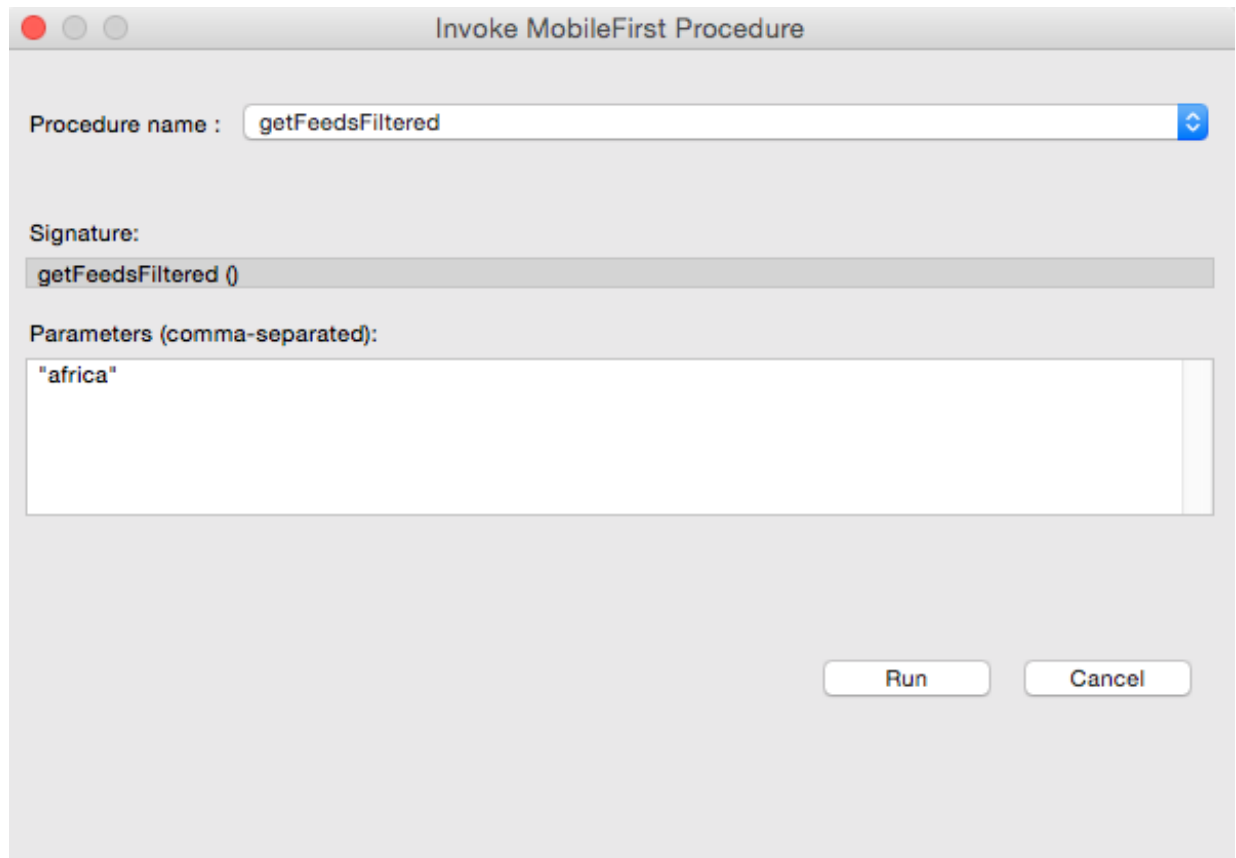 Invoke MobileFirst Procedure
Procedure name : getFeedsFiltered
Signature:
getFeedsFiltered ()
Parameters (comma-separated):
"africa"
Run Cancel